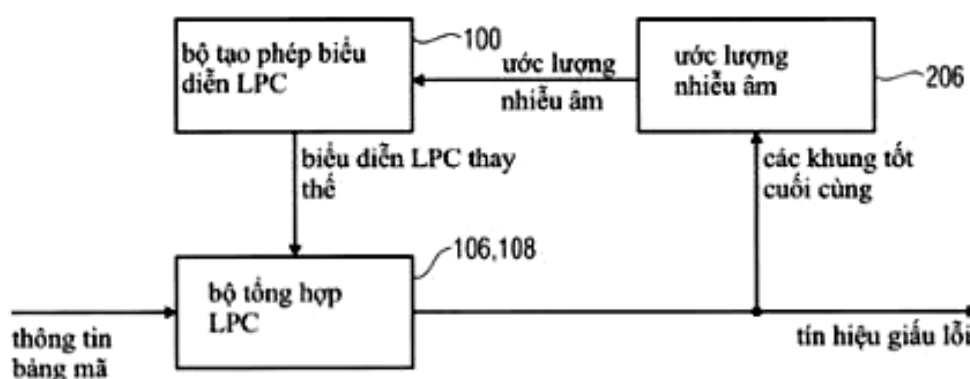 bộ tạo phép biểu
diễn LPC
100
ước lượng
nhiễu âm
ước lượng
nhiễu âm
206
biểu diễn LPC thay
thế
các khung tốt
cuối cùng
106,108
bộ tổng hợp
LPC
thông tin
bảng mã
tín hiệu giấu lỗi